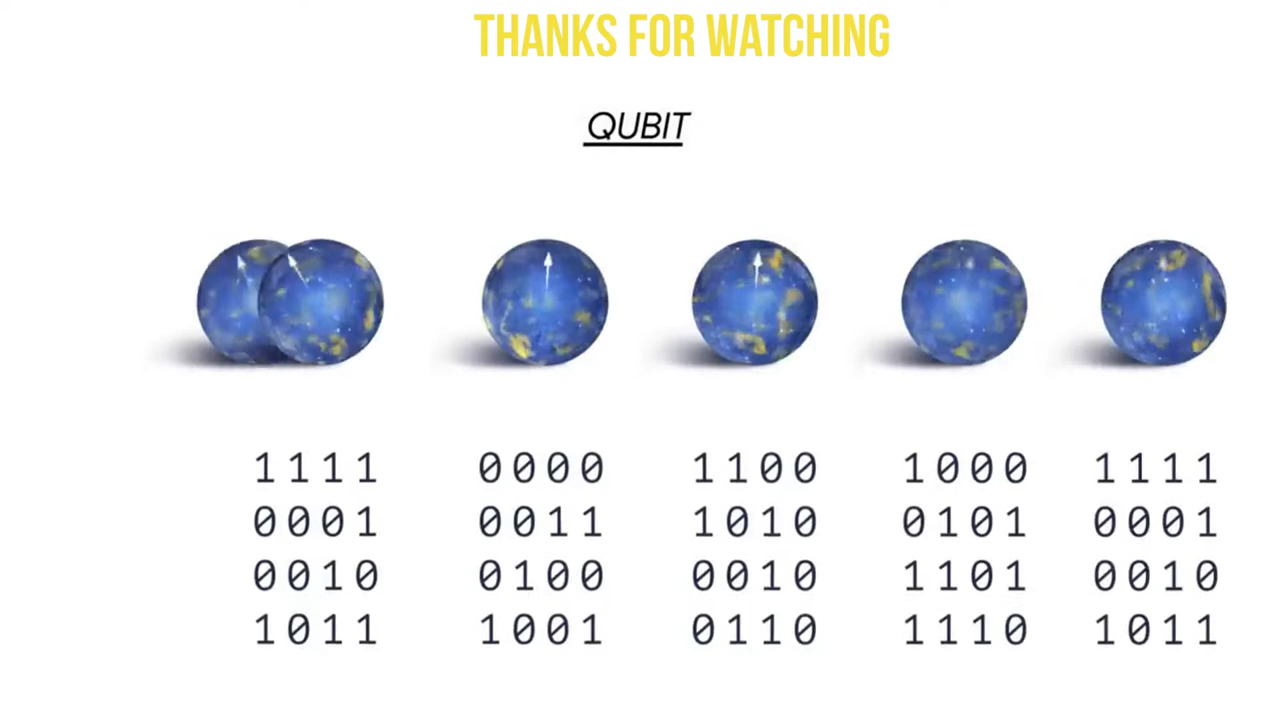 THANKS FOR WATCHING
QUBIT
1111 0000 1100 1000 1111
0001 0011 1010 0101 0001
0010 0100 0010 1101 0010
1011 1001 0110 1110 1011